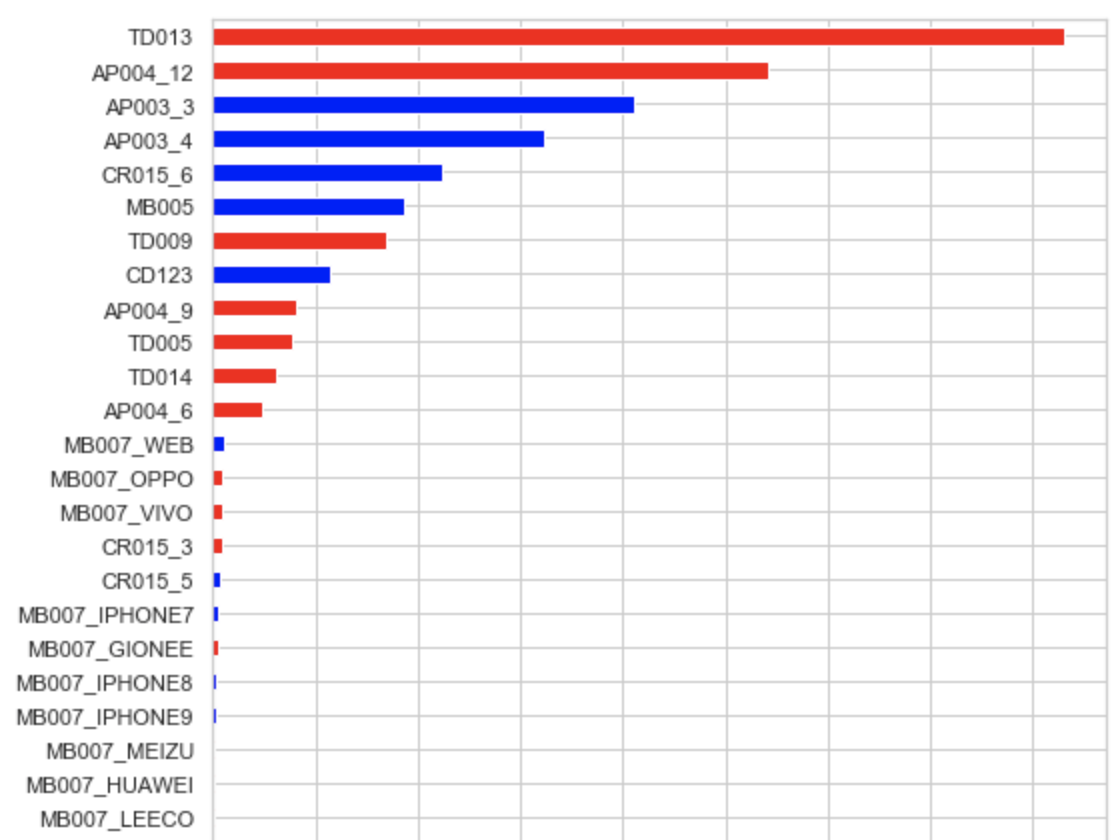 TD013
AP004_12
AP003_3
AP003_4
CR015_6
MB005
TD009
CD123
AP004_9
TD005
TD014
AP004_6
MB007_WEB
MB007_OPPO
MB007_VIVO
CR015_3
CR015_5
MB007_IPHONE7
MB007_GIONEE
MB007_IPHONE8
MB007_IPHONE9
MB007_MEIZU
MB007_HUAWEI
MB007_LEECO